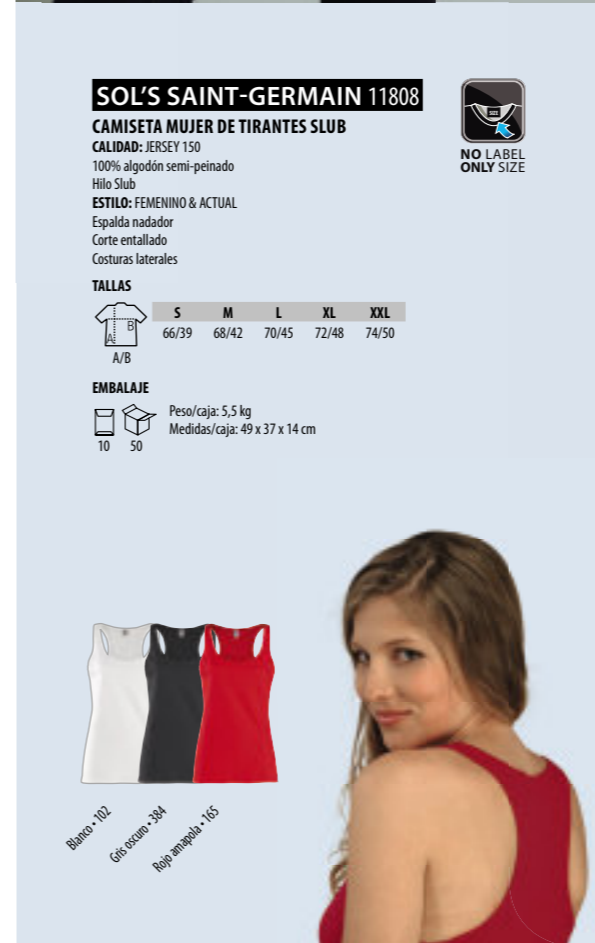 SOL'S SAINT-GERMAIN 11808
CAMISETA MUJER DE TIRANTES SLUB
CALIDAD: JERSEY 150
100% algodón semi-peinado
Hilo Slub
ESTILO: FEMENINO & ACTUAL
Espalda nadador
Corte entallado
Costuras laterales
SIZE
NO LABEL
ONLY SIZE
TALLAS
S M L XL XXL
66/39 68/42 70/45 72/48 74/50
A B
A/B
EMBALAJE
Peso/caja: 5,5 kg
Medidas/caja: 49 x 37 x 14 cm
10 50
Blanco • 102
Gris oscuro • 384
Rojo amapola • 165